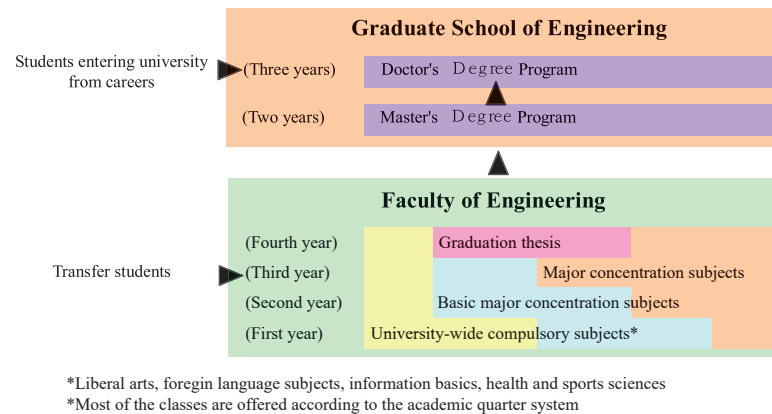 Graduate School of Engineering
Students entering university
from careers
(Three years) Doctor's Degree Program
(Two years) Master's Degree Program
Faculty of Engineering
(Fourth year) Graduation thesis
Transfer students
(Third year) Major concentration subjects
(Second year) Basic major concentration subjects
(First year) University-wide compulsory subjects*
*Liberal arts, foregin language subjects, information basics, health and sports sciences
*Most of the classes are offered according to the academic quarter system